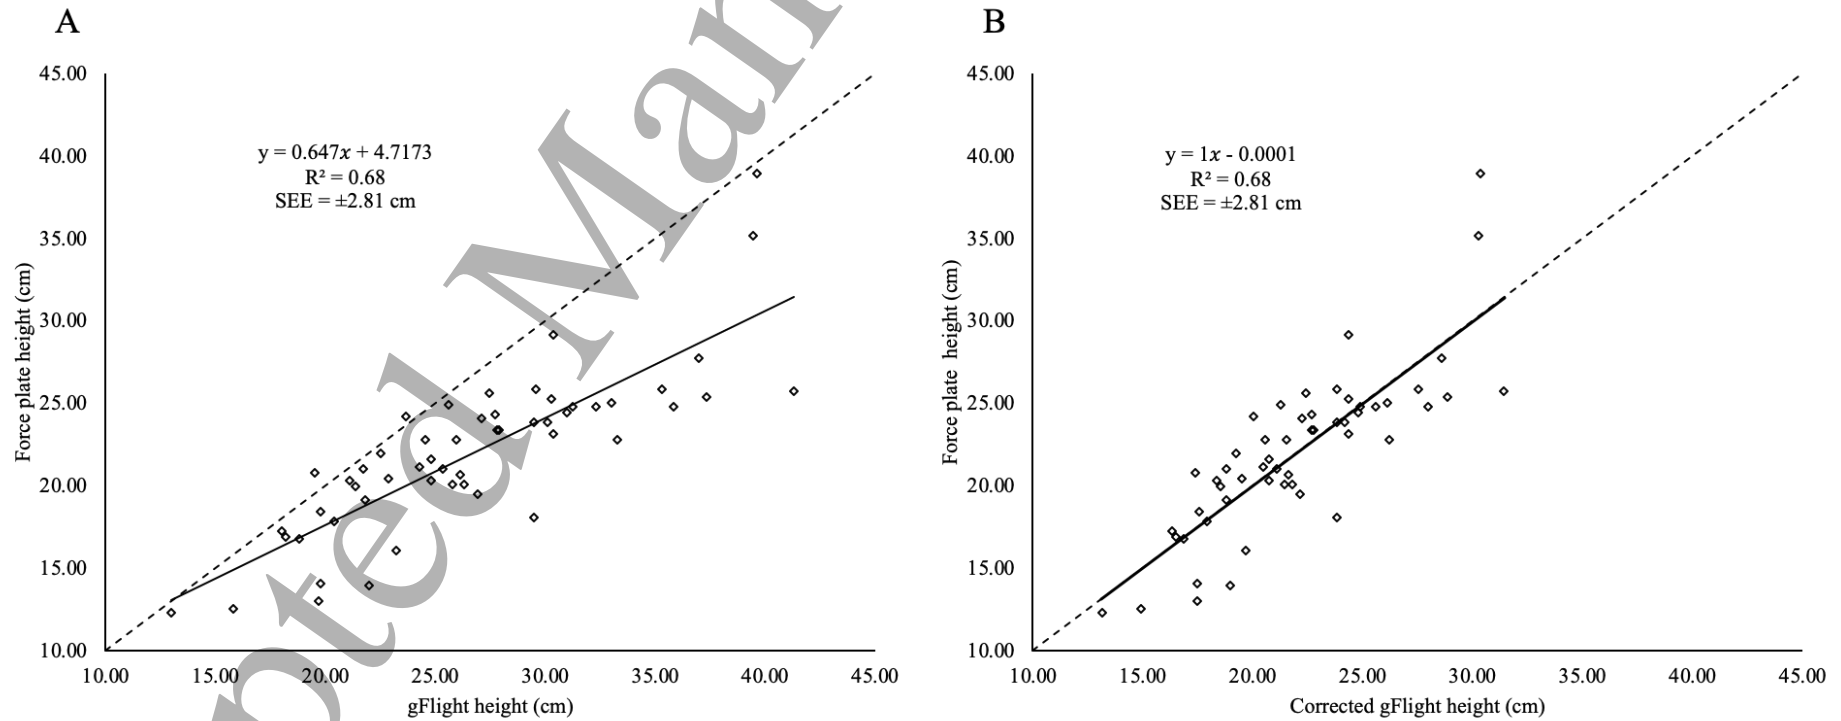 A
45.00
40.00
35.00
30.00
25.00
20.00
15.00
10.00
y = 0.647x + 4.7173
R² = 0.68
SEE = ±2.81 cm
Force plate height (cm)
10.00 15.00 20.00 25.00 30.00 35.00 40.00 45.00
gFlight height (cm)
B
45.00
40.00
35.00
30.00
25.00
20.00
15.00
10.00
y = 1x - 0.0001
R² = 0.68
SEE = ±2.81 cm
Force plate height (cm)
10.00 15.00 20.00 25.00 30.00 35.00 40.00 45.00
Corrected gFlight height (cm)
pted Man